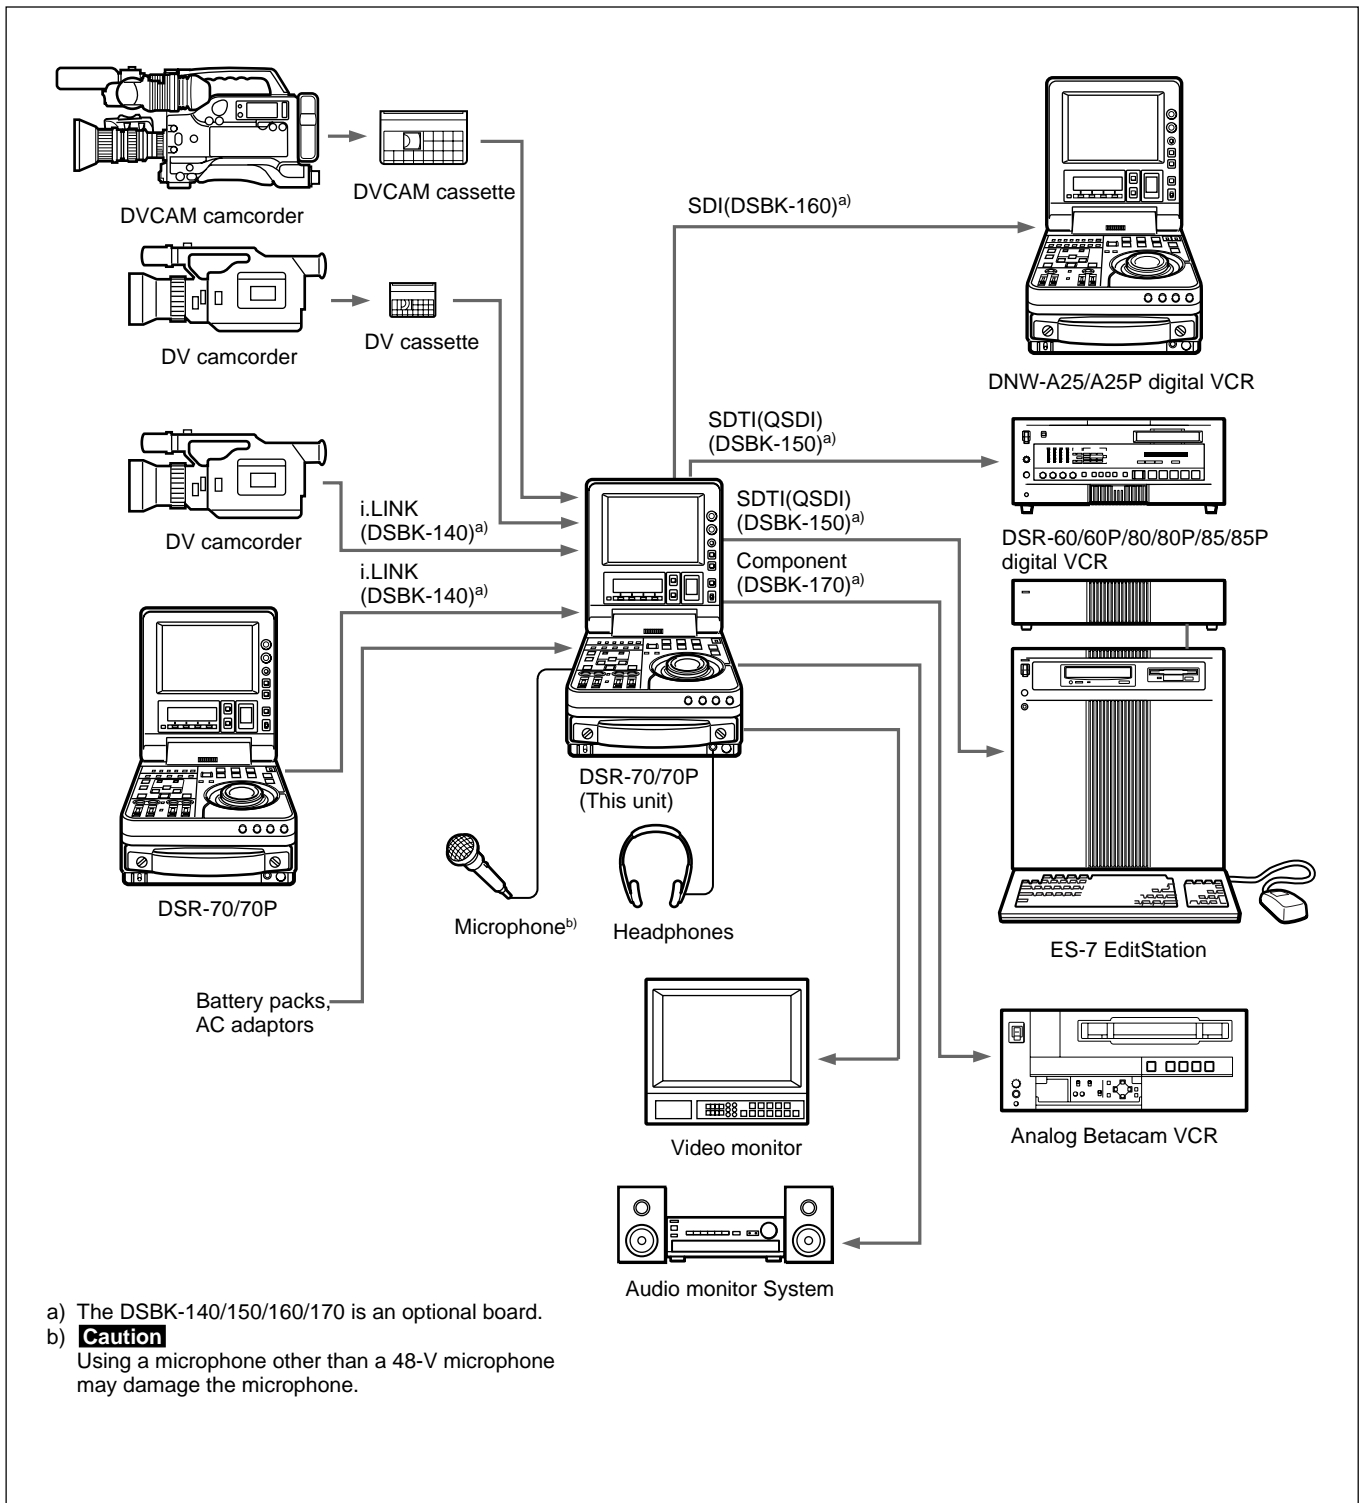 DVCAM camcorder
DVCAM cassette
DV camcorder
DV cassette
DV camcorder
i.LINK
(DSBK-140)a)
i.LINK
(DSBK-140)a)
DSR-70/70P
Battery packs,
AC adaptors
SDI(DSBK-160)a)
DNW-A25/A25P digital VCR
SDTI(QSDI)
(DSBK-150)a)
DSR-60/60P/80/80P/85/85P
digital VCR
SDTI(QSDI)
(DSBK-150)a)
Component
(DSBK-170)a)
DSR-70/70P
(This unit)
Microphoneb)
Headphones
ES-7 EditStation
Analog Betacam VCR
Video monitor
Audio monitor System
a) The DSBK-140/150/160/170 is an optional board.
b) Caution
Using a microphone other than a 48-V microphone
may damage the microphone.